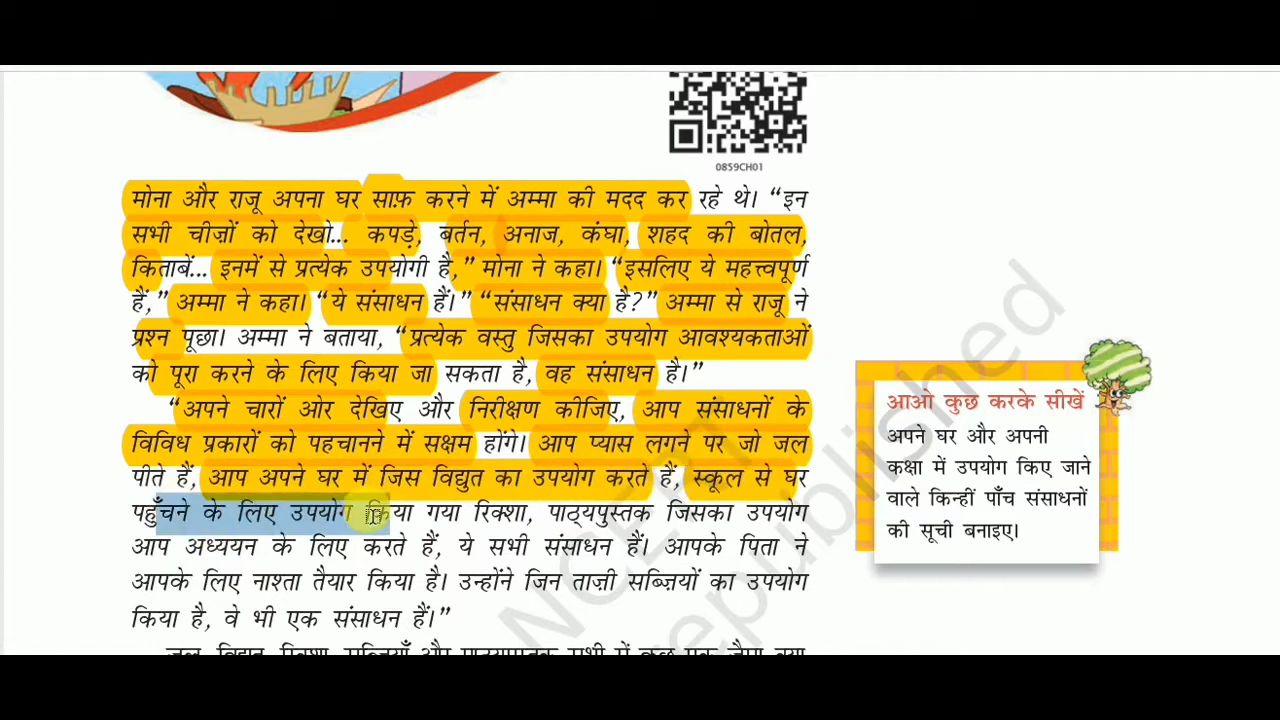 0859CH01
मोना और राजू अपना घर साफ़ करने में अम्मा की मदद कर रहे थे। “इन
सभी चीज़ों को देखो... कपड़े, बर्तन, अनाज, कंघा, शहद की बोतल,
किताबें... इनमें से प्रत्येक उपयोगी है,” मोना ने कहा। “इसलिए ये महत्त्वपूर्ण
हैं,” अम्मा ने कहा। “ये संसाधन हैं।” “संसाधन क्या है?” अम्मा से राजू ने
प्रश्न पूछा। अम्मा ने बताया, “प्रत्येक वस्तु जिसका उपयोग आवश्यकताओं
को पूरा करने के लिए किया जा सकता है, वह संसाधन है।”
“अपने चारों ओर देखिए और निरीक्षण कीजिए, आप संसाधनों के
विविध प्रकारों को पहचानने में सक्षम होंगे। आप प्यास लगने पर जो जल
पीते हैं, आप अपने घर में जिस विद्युत का उपयोग करते हैं, स्कूल से घर
पहुँचने के लिए उपयोग किया गया रिक्शा, पाठ्यपुस्तक जिसका उपयोग
आप अध्ययन के लिए करते हैं, ये सभी संसाधन हैं। आपके पिता ने
आपके लिए नाश्ता तैयार किया है। उन्होंने जिन ताज़ी सब्ज़ियों का उपयोग
किया है, वे भी एक संसाधन हैं।”
आओ कुछ करके सीखें
अपने घर और अपनी
कक्षा में उपयोग किए जाने
वाले किन्हीं पाँच संसाधनों
की सूची बनाइए।
NCERT
republished